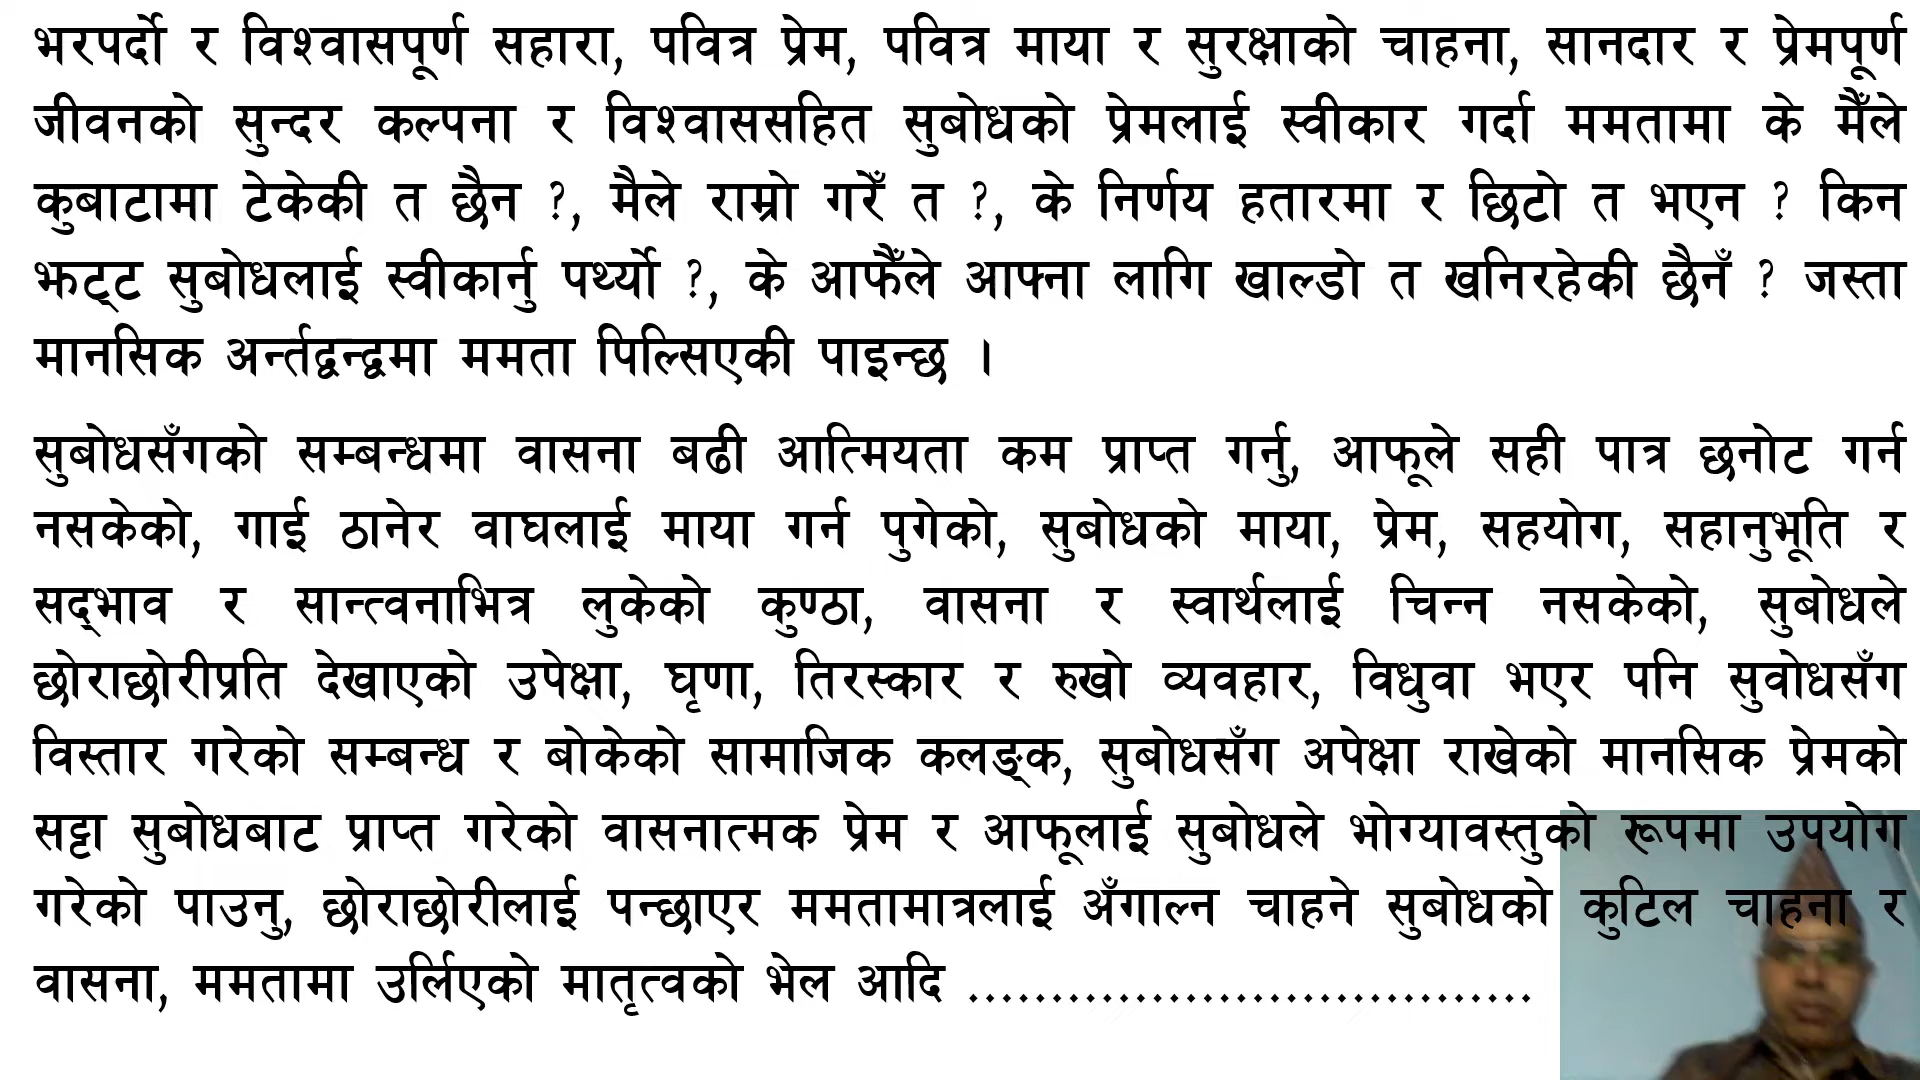 भरपर्दो र विश्वासपूर्ण सहारा, पवित्र प्रेम, पवित्र माया र सुरक्षाको चाहना, सानदार र प्रेमपूर्ण
जीवनको सुन्दर कल्पना र विश्वाससहित सुबोधको प्रेमलाई स्वीकार गर्दा ममतामा के मैँले
कुबाटामा टेकेकी त छैन ?, मैले राम्रो गरेँ त ?, के निर्णय हतारमा र छिटो त भएन ? किन
झट्ट सुबोधलाई स्वीकार्नु पर्थ्यो ?, के आफैँले आफ्ना लागि खाल्डो त खनिरहेकी छैनँ ? जस्ता
मानसिक अर्न्तद्वन्द्वमा ममता पिल्सिएकी पाइन्छ ।
सुबोधसँगको सम्बन्धमा वासना बढी आत्मियता कम प्राप्त गर्नु, आफूले सही पात्र छनोट गर्न
नसकेको, गाई ठानेर वाघलाई माया गर्न पुगेको, सुबोधको माया, प्रेम, सहयोग, सहानुभूति र
सद्‌भाव र सान्त्वनाभित्र लुकेको कुण्ठा, वासना र स्वार्थलाई चिन्न नसकेको, सुबोधले
छोराछोरीप्रति देखाएको उपेक्षा, घृणा, तिरस्कार र रुखो व्यवहार, विधुवा भएर पनि सुवोधसँग
विस्तार गरेको सम्बन्ध र बोकेको सामाजिक कलङ्क, सुबोधसँग अपेक्षा राखेको मानसिक प्रेमको
सट्टा सुबोधबाट प्राप्त गरेको वासनात्मक प्रेम र आफूलाई सुबोधले भोग्यावस्तुको रूपमा उपयोग
गरेको पाउनु, छोराछोरीलाई पन्छाएर ममतामात्रलाई अँगाल्न चाहने सुबोधको कुटिल चाहना र
वासना, ममतामा उर्लिएको मातृत्वको भेल आदि ..................................